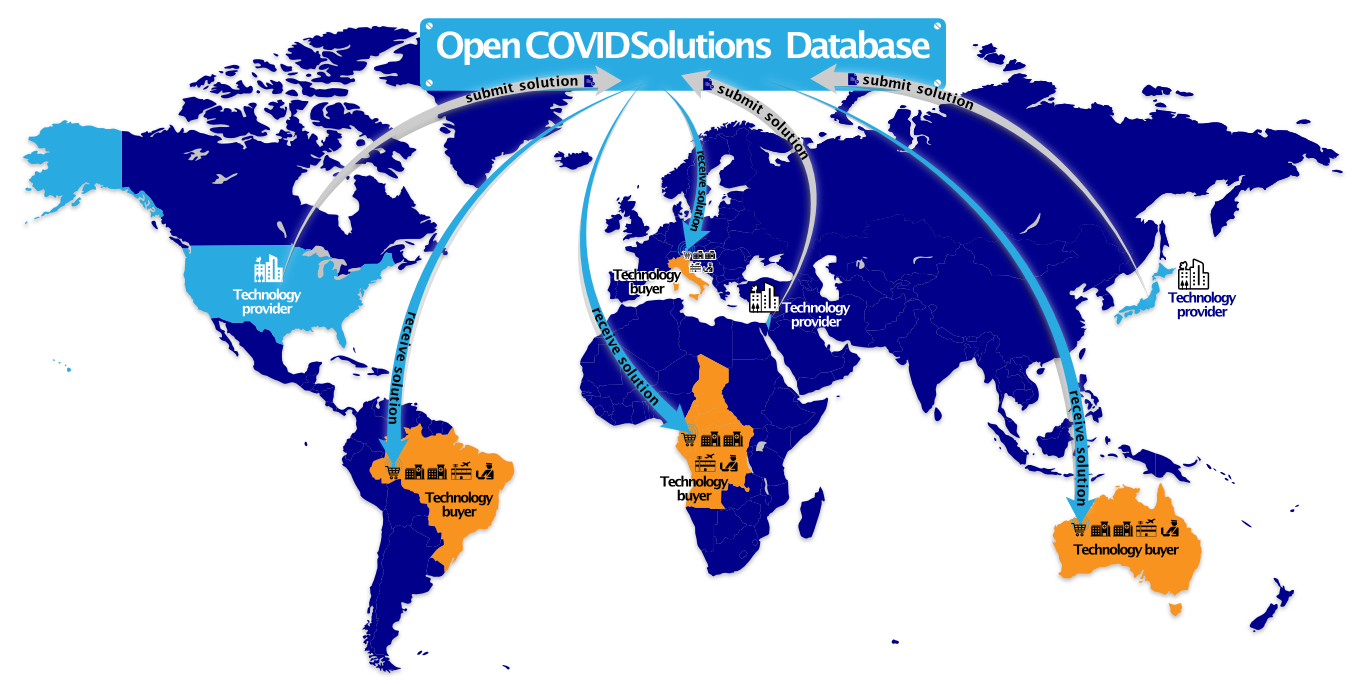 Open COVIDSolutions Database
submit solution
submit solution
submit solution
receive solution
receive solution
receive solution
receive solution
Technology
provider
Technology
buyer
Technology
provider
Technology
provider
Technology
buyer
Technology
buyer
Technology buyer